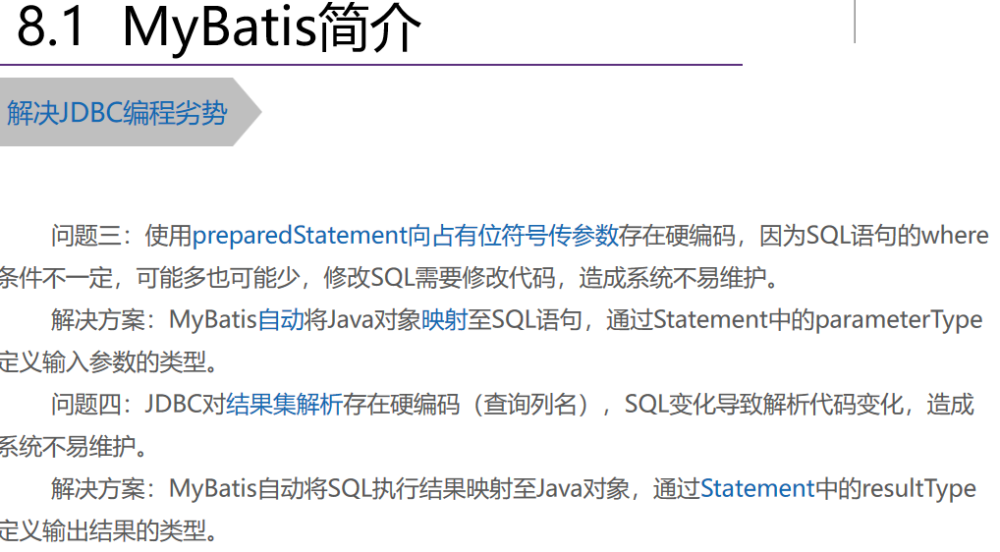 8.1 MyBatis简介
解决JDBC编程劣势
问题三：使用preparedStatement向占有位符号传参数存在硬编码，因为SQL语句的where
条件不一定，可能多也可能少，修改SQL需要修改代码，造成系统不易维护。
解决方案：MyBatis自动将Java对象映射至SQL语句，通过Statement中的parameterType
定义输入参数的类型。
问题四：JDBC对结果集解析存在硬编码（查询列名），SQL变化导致解析代码变化，造成
系统不易维护。
解决方案：MyBatis自动将SQL执行结果映射至Java对象，通过Statement中的resultType
定义输出结果的类型。